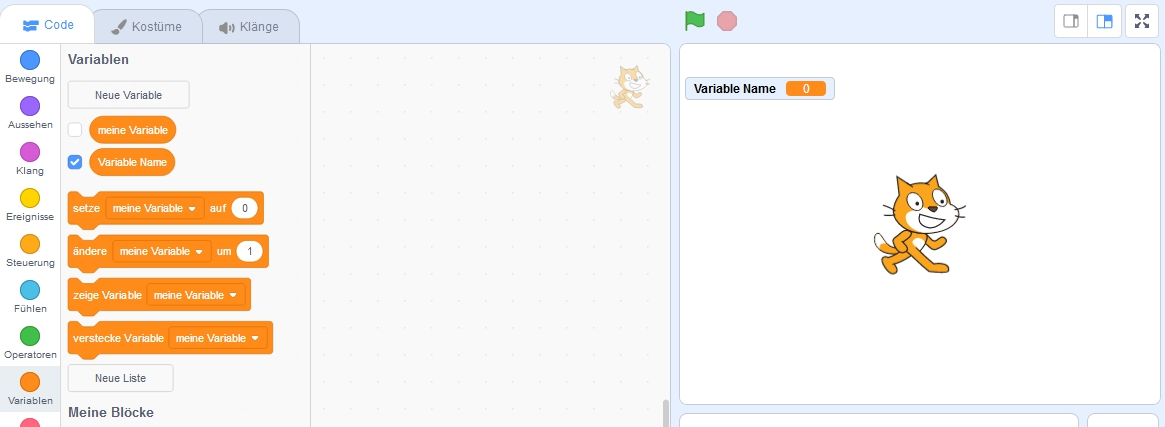 Code
Kostüme
Klänge
Bewegung
Aussehen
Klang
Ereignisse
Steuerung
Fühlen
Operatoren
Variablen
Variablen
Neue Variable
meine Variable
Variable Name
setze meine Variable auf 0
ändere meine Variable um 1
zeige Variable meine Variable
verstecke Variable meine Variable
Neue Liste
Meine Blöcke
Variable Name 0